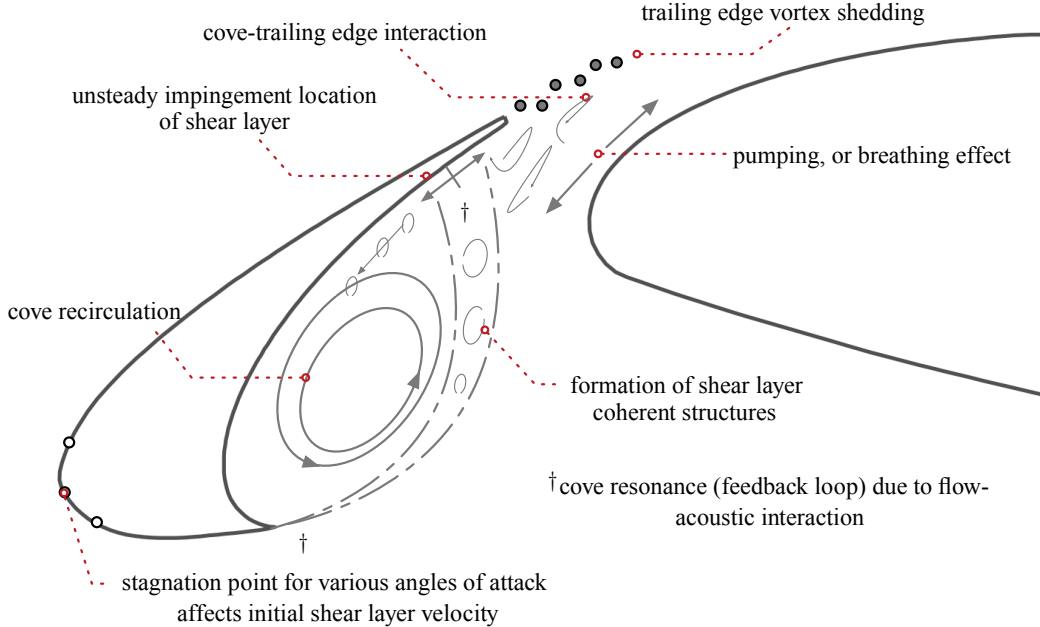 trailing edge vortex shedding
cove-trailing edge interaction
unsteady impingement location
of shear layer
pumping, or breathing effect
†
cove recirculation
formation of shear layer
coherent structures
†cove resonance (feedback loop) due to flow-
acoustic interaction
†
stagnation point for various angles of attack
affects initial shear layer velocity